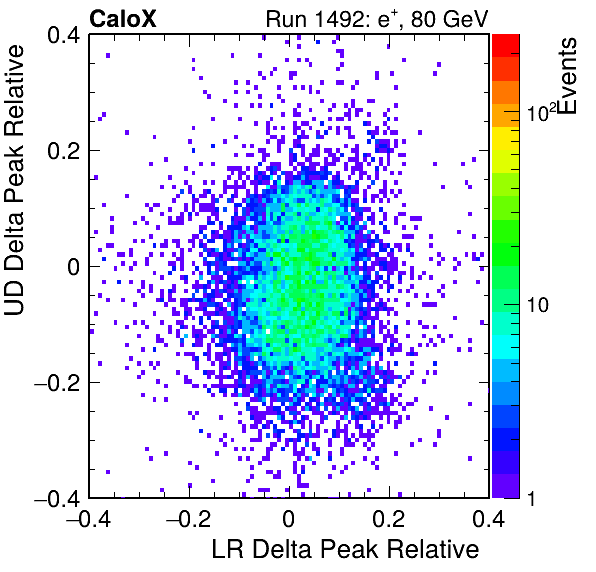 CaloX Run 1492: e⁺, 80 GeV
UD Delta Peak Relative
0.4
0.2
0
−0.2
−0.4
−0.4 −0.2 0 0.2 0.4
LR Delta Peak Relative
Events
10²
10
1